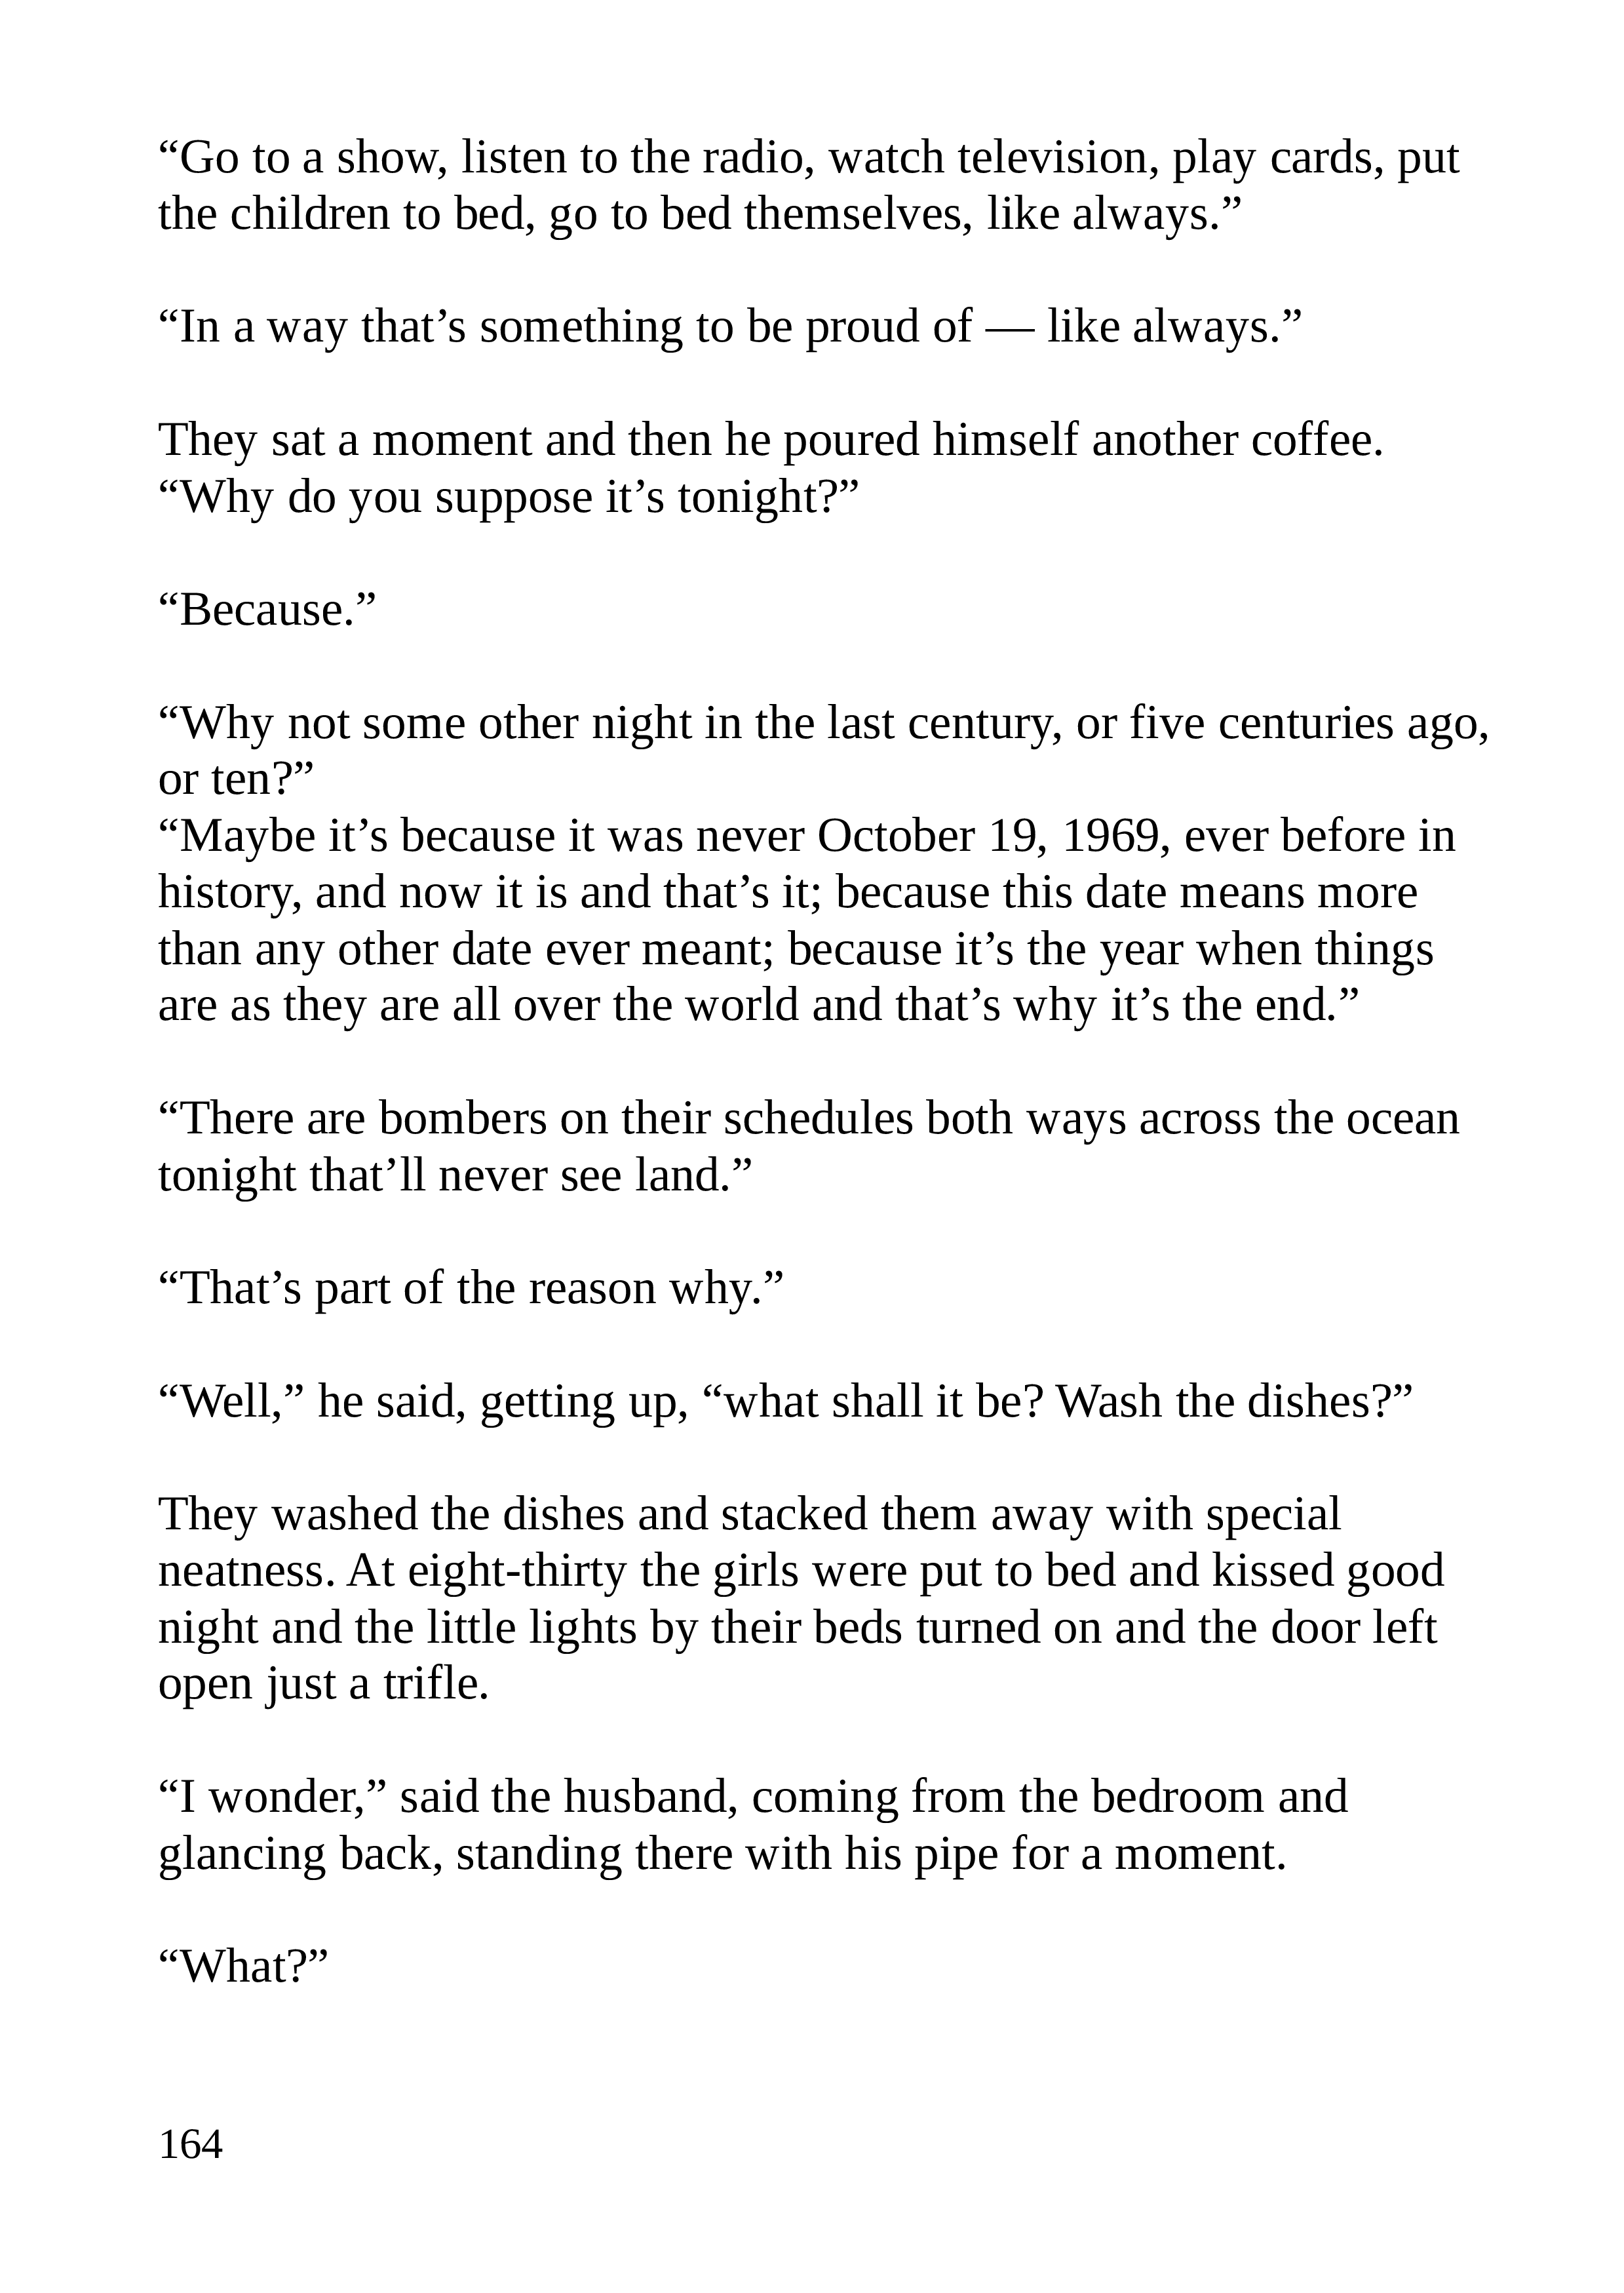 “Go to a show, listen to the radio, watch television, play cards, put
the children to bed, go to bed themselves, like always.”
“In a way that’s something to be proud of — like always.”
They sat a moment and then he poured himself another coffee.
“Why do you suppose it’s tonight?”
“Because.”
“Why not some other night in the last century, or five centuries ago,
or ten?”
“Maybe it’s because it was never October 19, 1969, ever before in
history, and now it is and that’s it; because this date means more
than any other date ever meant; because it’s the year when things
are as they are all over the world and that’s why it’s the end.”
“There are bombers on their schedules both ways across the ocean
tonight that’ll never see land.”
“That’s part of the reason why.”
“Well,” he said, getting up, “what shall it be? Wash the dishes?”
They washed the dishes and stacked them away with special
neatness. At eight-thirty the girls were put to bed and kissed good
night and the little lights by their beds turned on and the door left
open just a trifle.
“I wonder,” said the husband, coming from the bedroom and
glancing back, standing there with his pipe for a moment.
“What?”
164